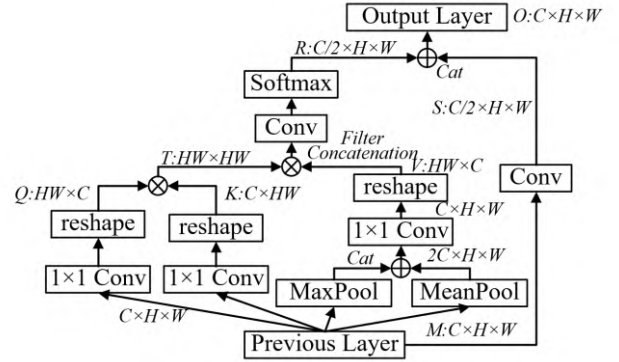 Output Layer O:C×H×W
R:C/2×H×W
Cat
Softmax
S:C/2×H×W
Conv
Filter
Concatenation
T:HW×HW
V:HW×C
Q:HW×C
K:C×HW
reshape
Conv
reshape
reshape
C×H×W
1×1 Conv
Cat
2C×H×W
1×1 Conv
1×1 Conv
MaxPool
MeanPool
C×H×W
Previous Layer
M:C×H×W